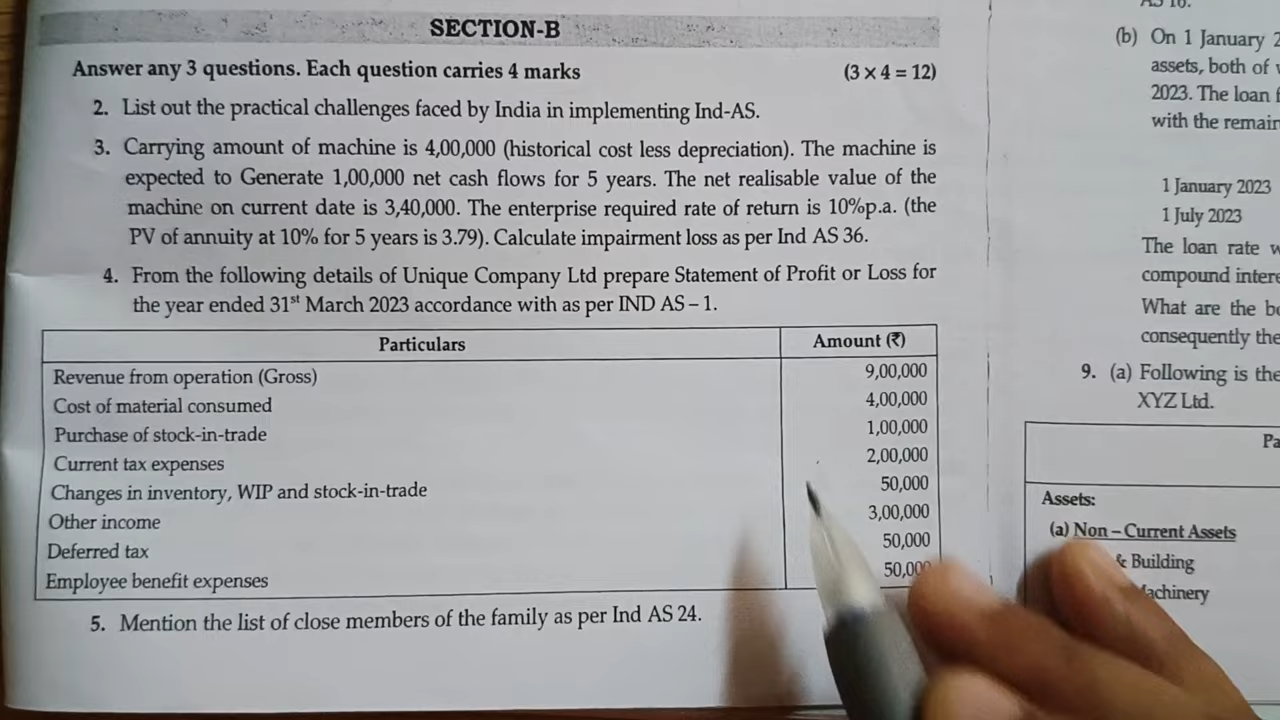 SECTION-B
Answer any 3 questions. Each question carries 4 marks (3 × 4 = 12)
2. List out the practical challenges faced by India in implementing Ind-AS.
3. Carrying amount of machine is 4,00,000 (historical cost less depreciation). The machine is
expected to Generate 1,00,000 net cash flows for 5 years. The net realisable value of the
machine on current date is 3,40,000. The enterprise required rate of return is 10%p.a. (the
PV of annuity at 10% for 5 years is 3.79). Calculate impairment loss as per Ind AS 36.
4. From the following details of Unique Company Ltd prepare Statement of Profit or Loss for
the year ended 31st March 2023 accordance with as per IND AS – 1.
Particulars Amount (₹)
Revenue from operation (Gross) 9,00,000
Cost of material consumed 4,00,000
Purchase of stock-in-trade 1,00,000
Current tax expenses 2,00,000
Changes in inventory, WIP and stock-in-trade 50,000
Other income 3,00,000
Deferred tax 50,000
Employee benefit expenses 50,000
5. Mention the list of close members of the family as per Ind AS 24.
(b) On 1 January 2
assets, both of
2023. The loan
with the remain
1 January 2023
1 July 2023
The loan rate
compound inter
What are the
consequently the
9. (a) Following is the
XYZ Ltd.
Pa
Assets:
(a) Non – Current Assets
& Building
achinery